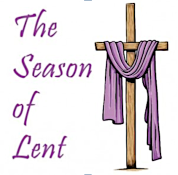 The
Season
of
Lent